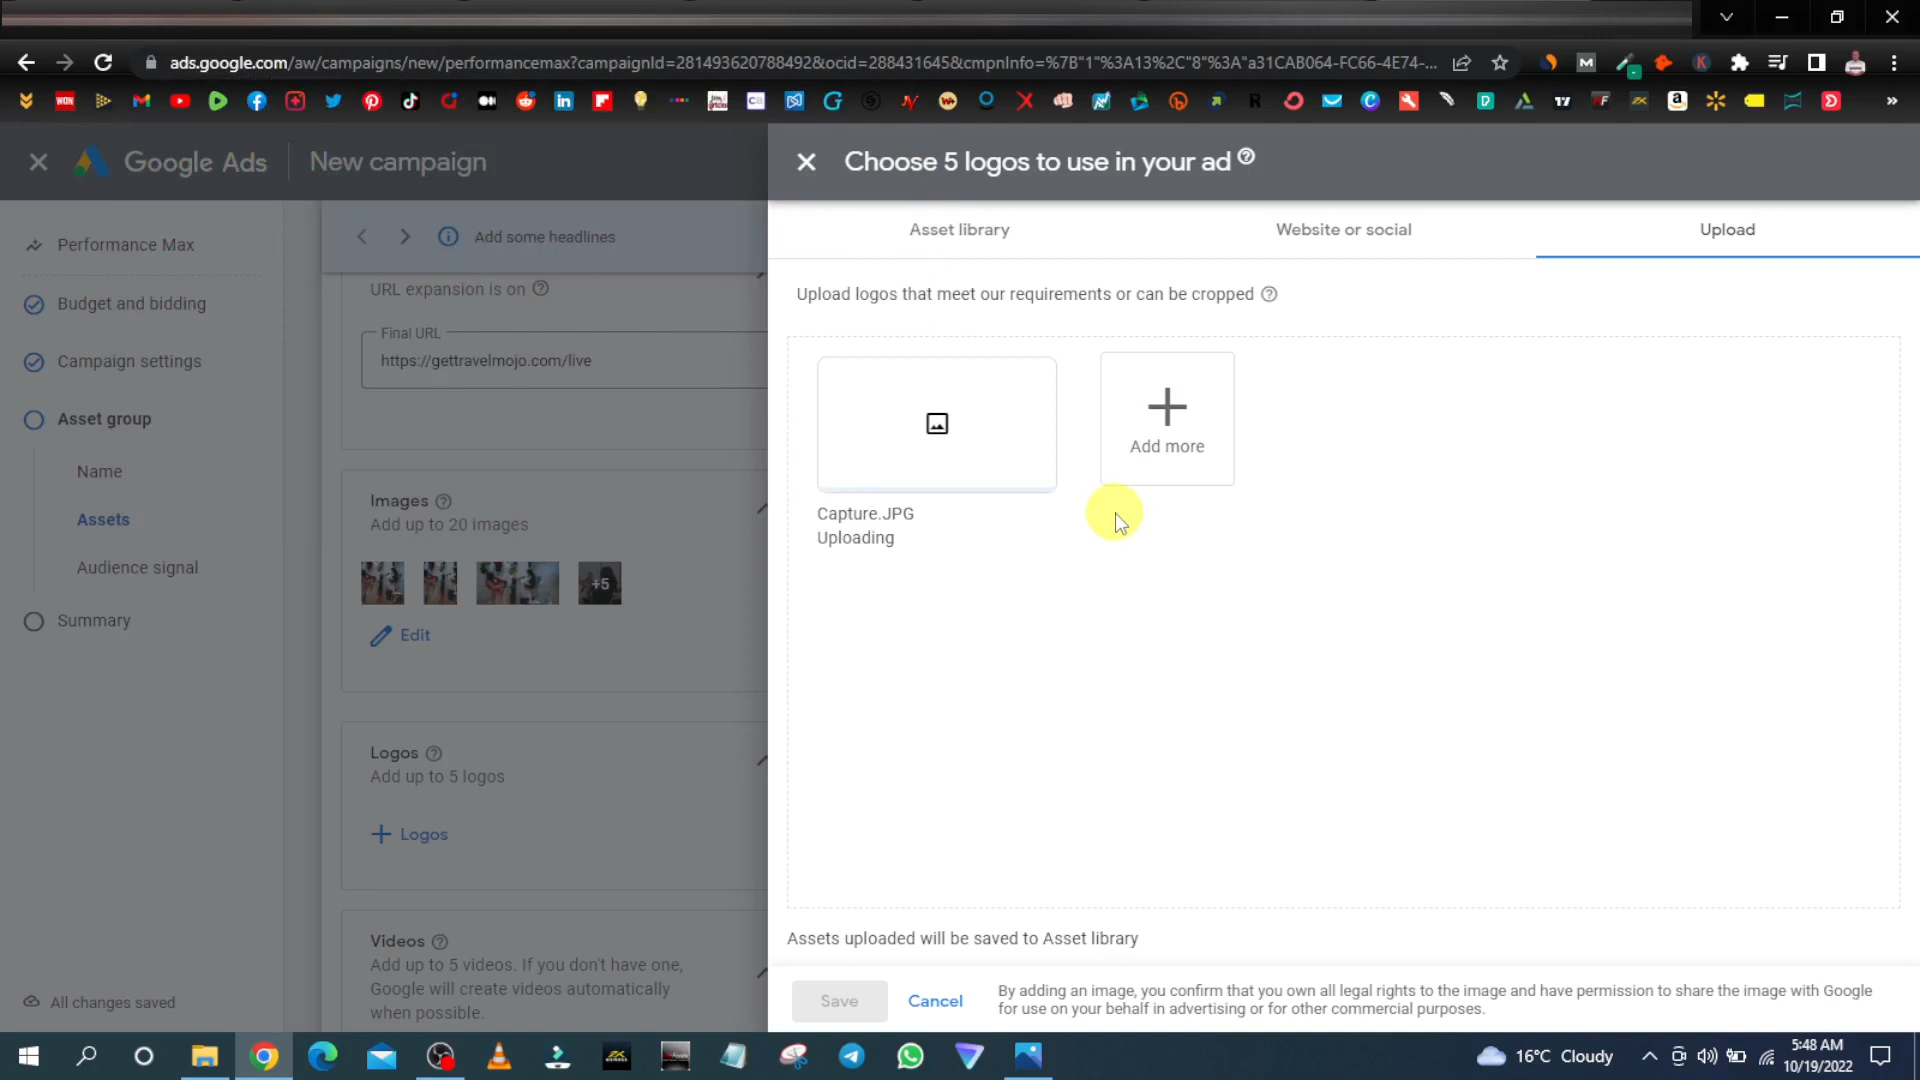 ads.google.com/aw/campaigns/new/performancemax?campaignId=281493620788492&ocid=288431645&cmpnInfo=%7B"1"%3A13%2C"8"%3A"a31CAB064-FC66-4E74-...
Google Ads
New campaign
Choose 5 logos to use in your ad
Asset library
Website or social
Upload
Performance Max
Budget and bidding
Campaign settings
Asset group
Name
Assets
Audience signal
Summary
All changes saved
Add some headlines
URL expansion is on
Final URL
https://gettravelmojo.com/live
Images
Add up to 20 images
+5
Edit
Logos
Add up to 5 logos
Logos
Videos
Add up to 5 videos. If you don't have one,
Google will create videos automatically
when possible.
Upload logos that meet our requirements or can be cropped
Add more
Capture.JPG
Uploading
Assets uploaded will be saved to Asset library
Save
Cancel
By adding an image, you confirm that you own all legal rights to the image and have permission to share the image with Google
for use on your behalf in advertising or for other commercial purposes.
16°C Cloudy
5:48 AM
10/19/2022